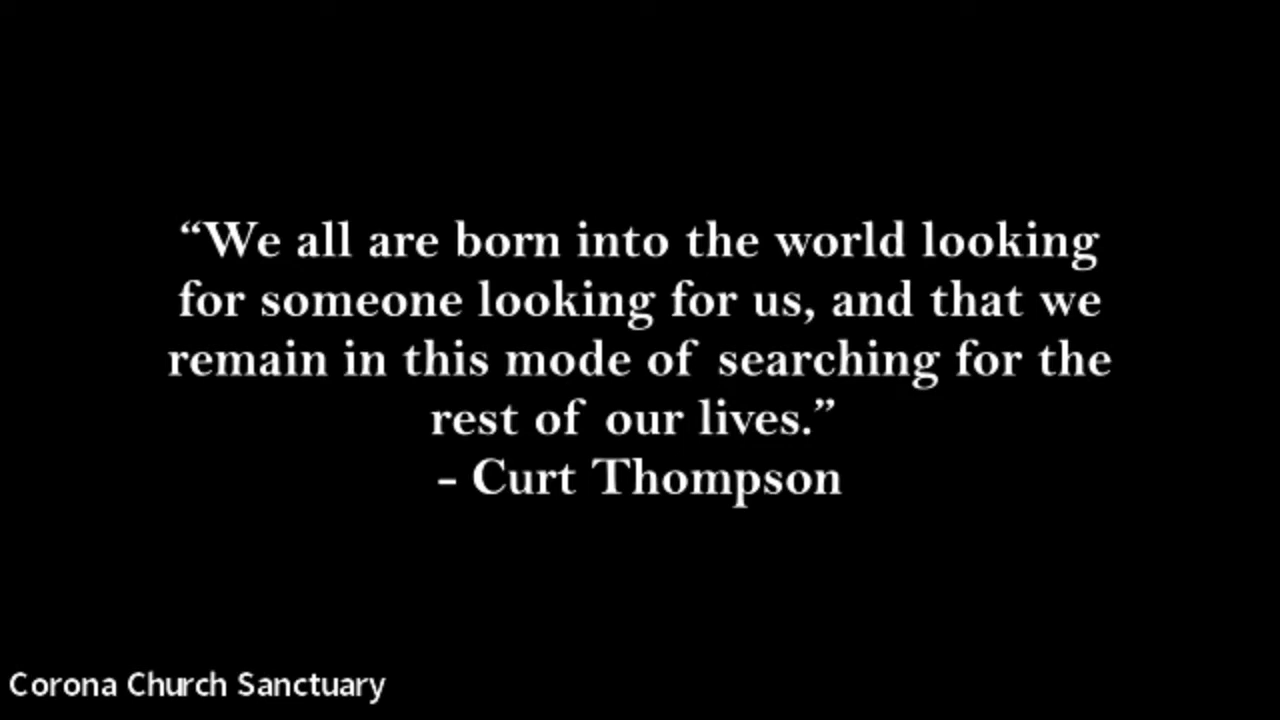 “We all are born into the world looking
for someone looking for us, and that we
remain in this mode of searching for the
rest of our lives.”
- Curt Thompson
Corona Church Sanctuary